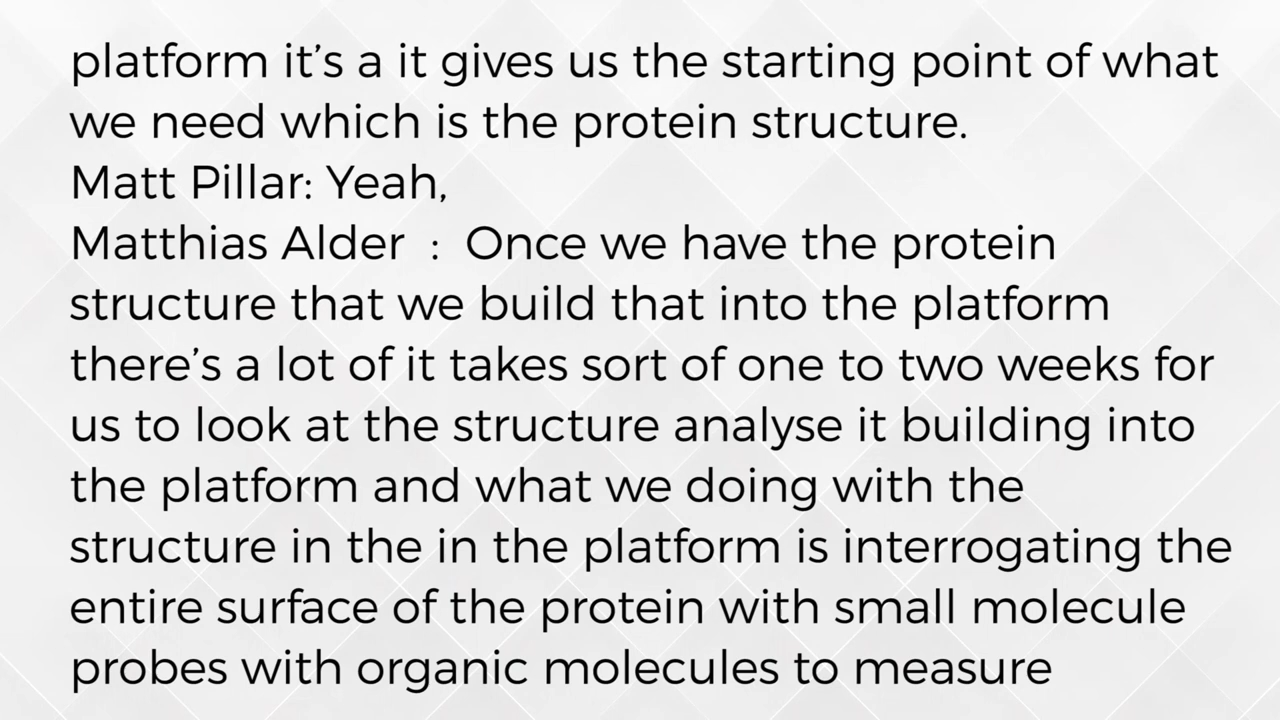 platform it's a it gives us the starting point of what
we need which is the protein structure.
Matt Pillar: Yeah,
Matthias Alder  :  Once we have the protein
structure that we build that into the platform
there's a lot of it takes sort of one to two weeks for
us to look at the structure analyse it building into
the platform and what we doing with the
structure in the in the platform is interrogating the
entire surface of the protein with small molecule
probes with organic molecules to measure